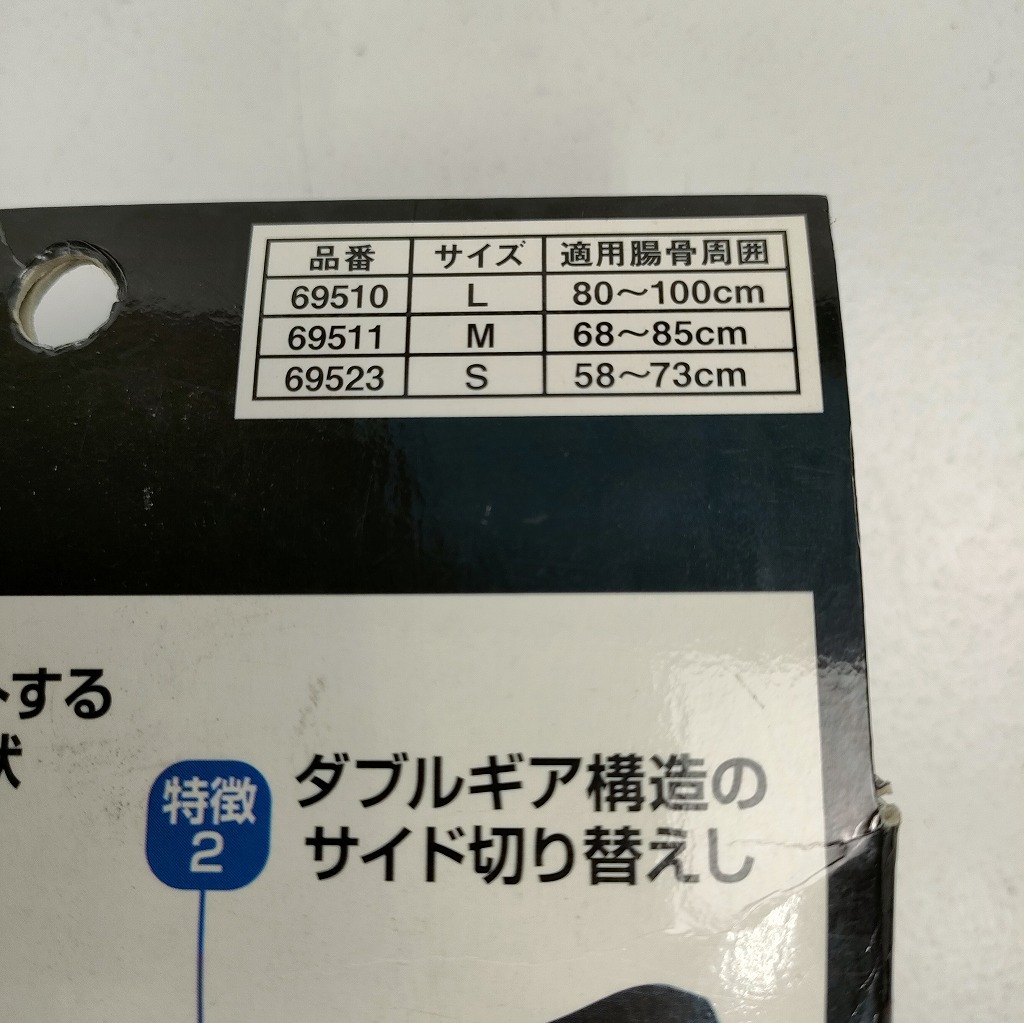 品番 サイズ 適用腸骨周囲
69510 L 80～100cm
69511 M 68～85cm
69523 S 58～73cm
トする
状
特徴
2
ダブルギア構造の
サイド切り替えし